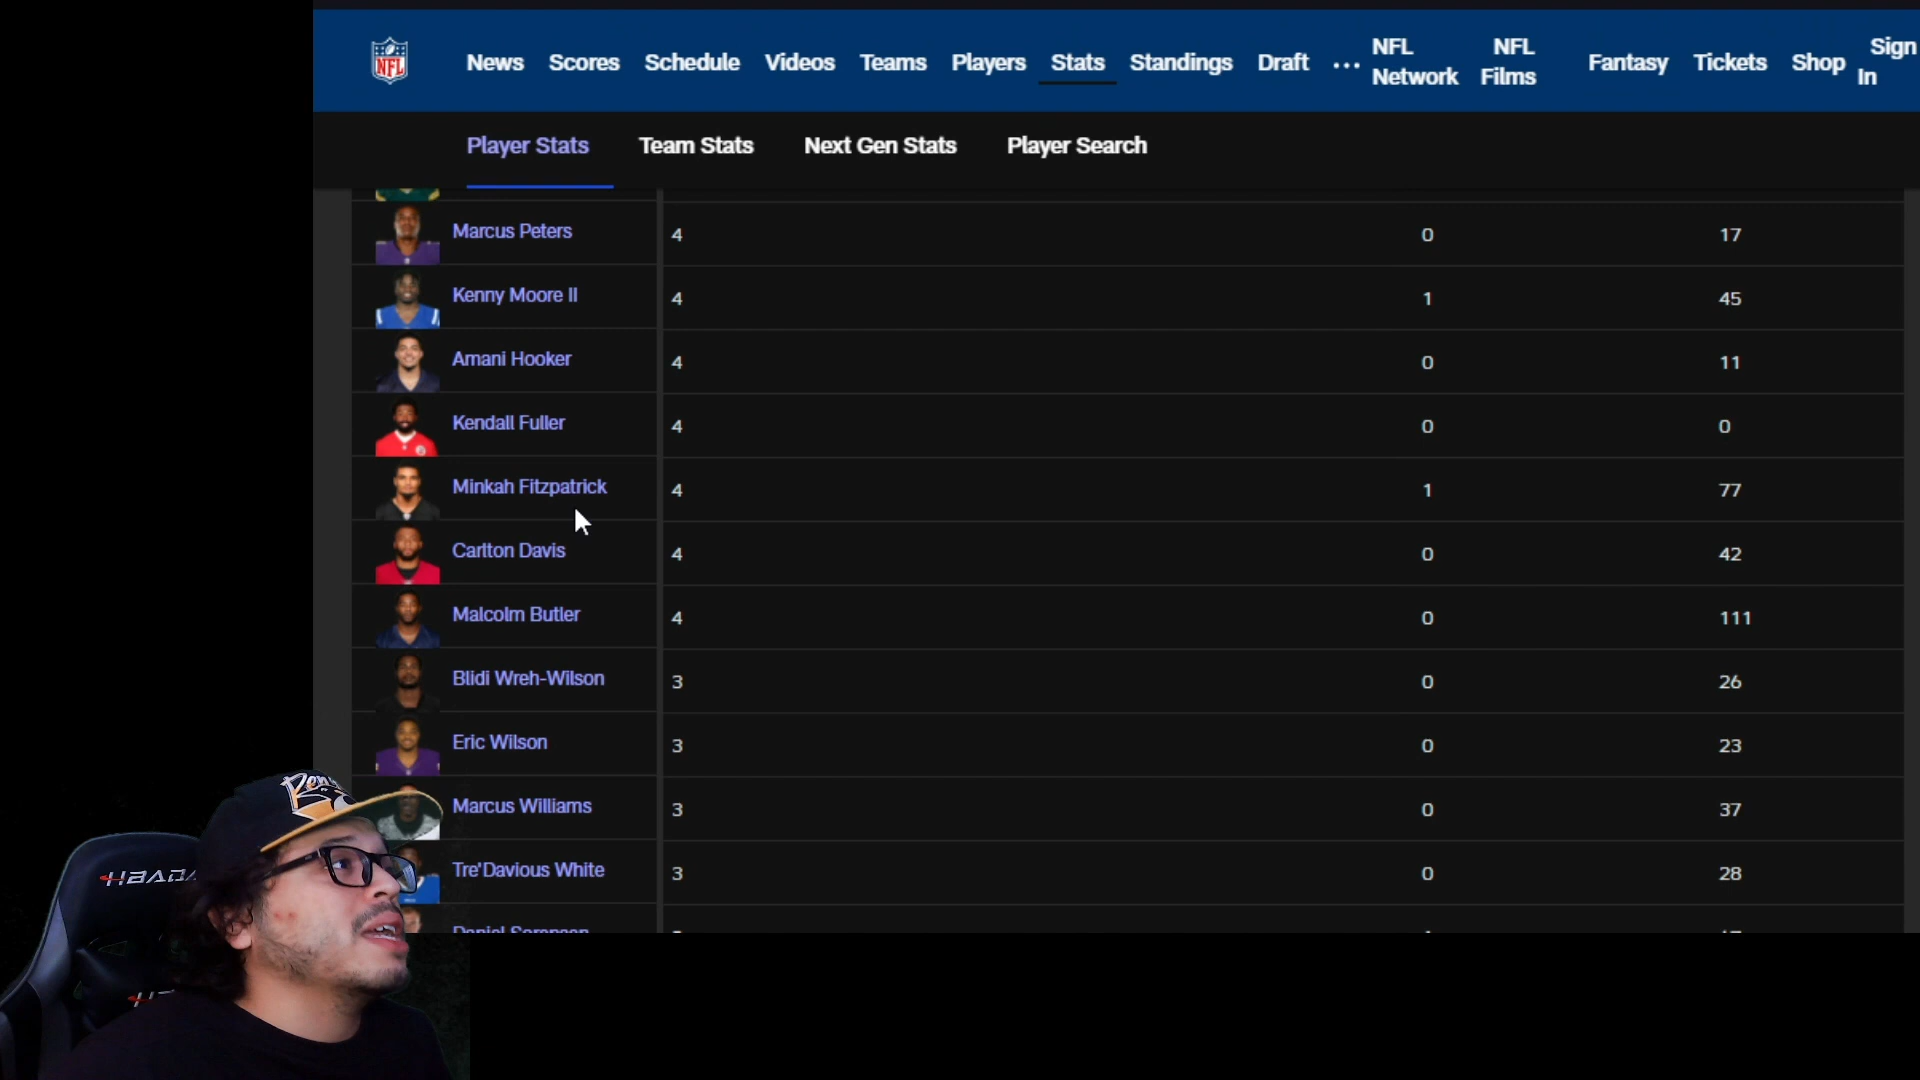 NFL
News Scores Schedule Videos Teams Players Stats Standings Draft ... NFL Network NFL Films Fantasy Tickets Shop Sign In
Player Stats Team Stats Next Gen Stats Player Search
Marcus Peters 4 0 17
Kenny Moore II 4 1 45
Amani Hooker 4 0 11
Kendall Fuller 4 0 0
Minkah Fitzpatrick 4 1 77
Carlton Davis 4 0 42
Malcolm Butler 4 0 111
Blidi Wreh-Wilson 3 0 26
Eric Wilson 3 0 23
Marcus Williams 3 0 37
Tre'Davious White 3 0 28
HBADA